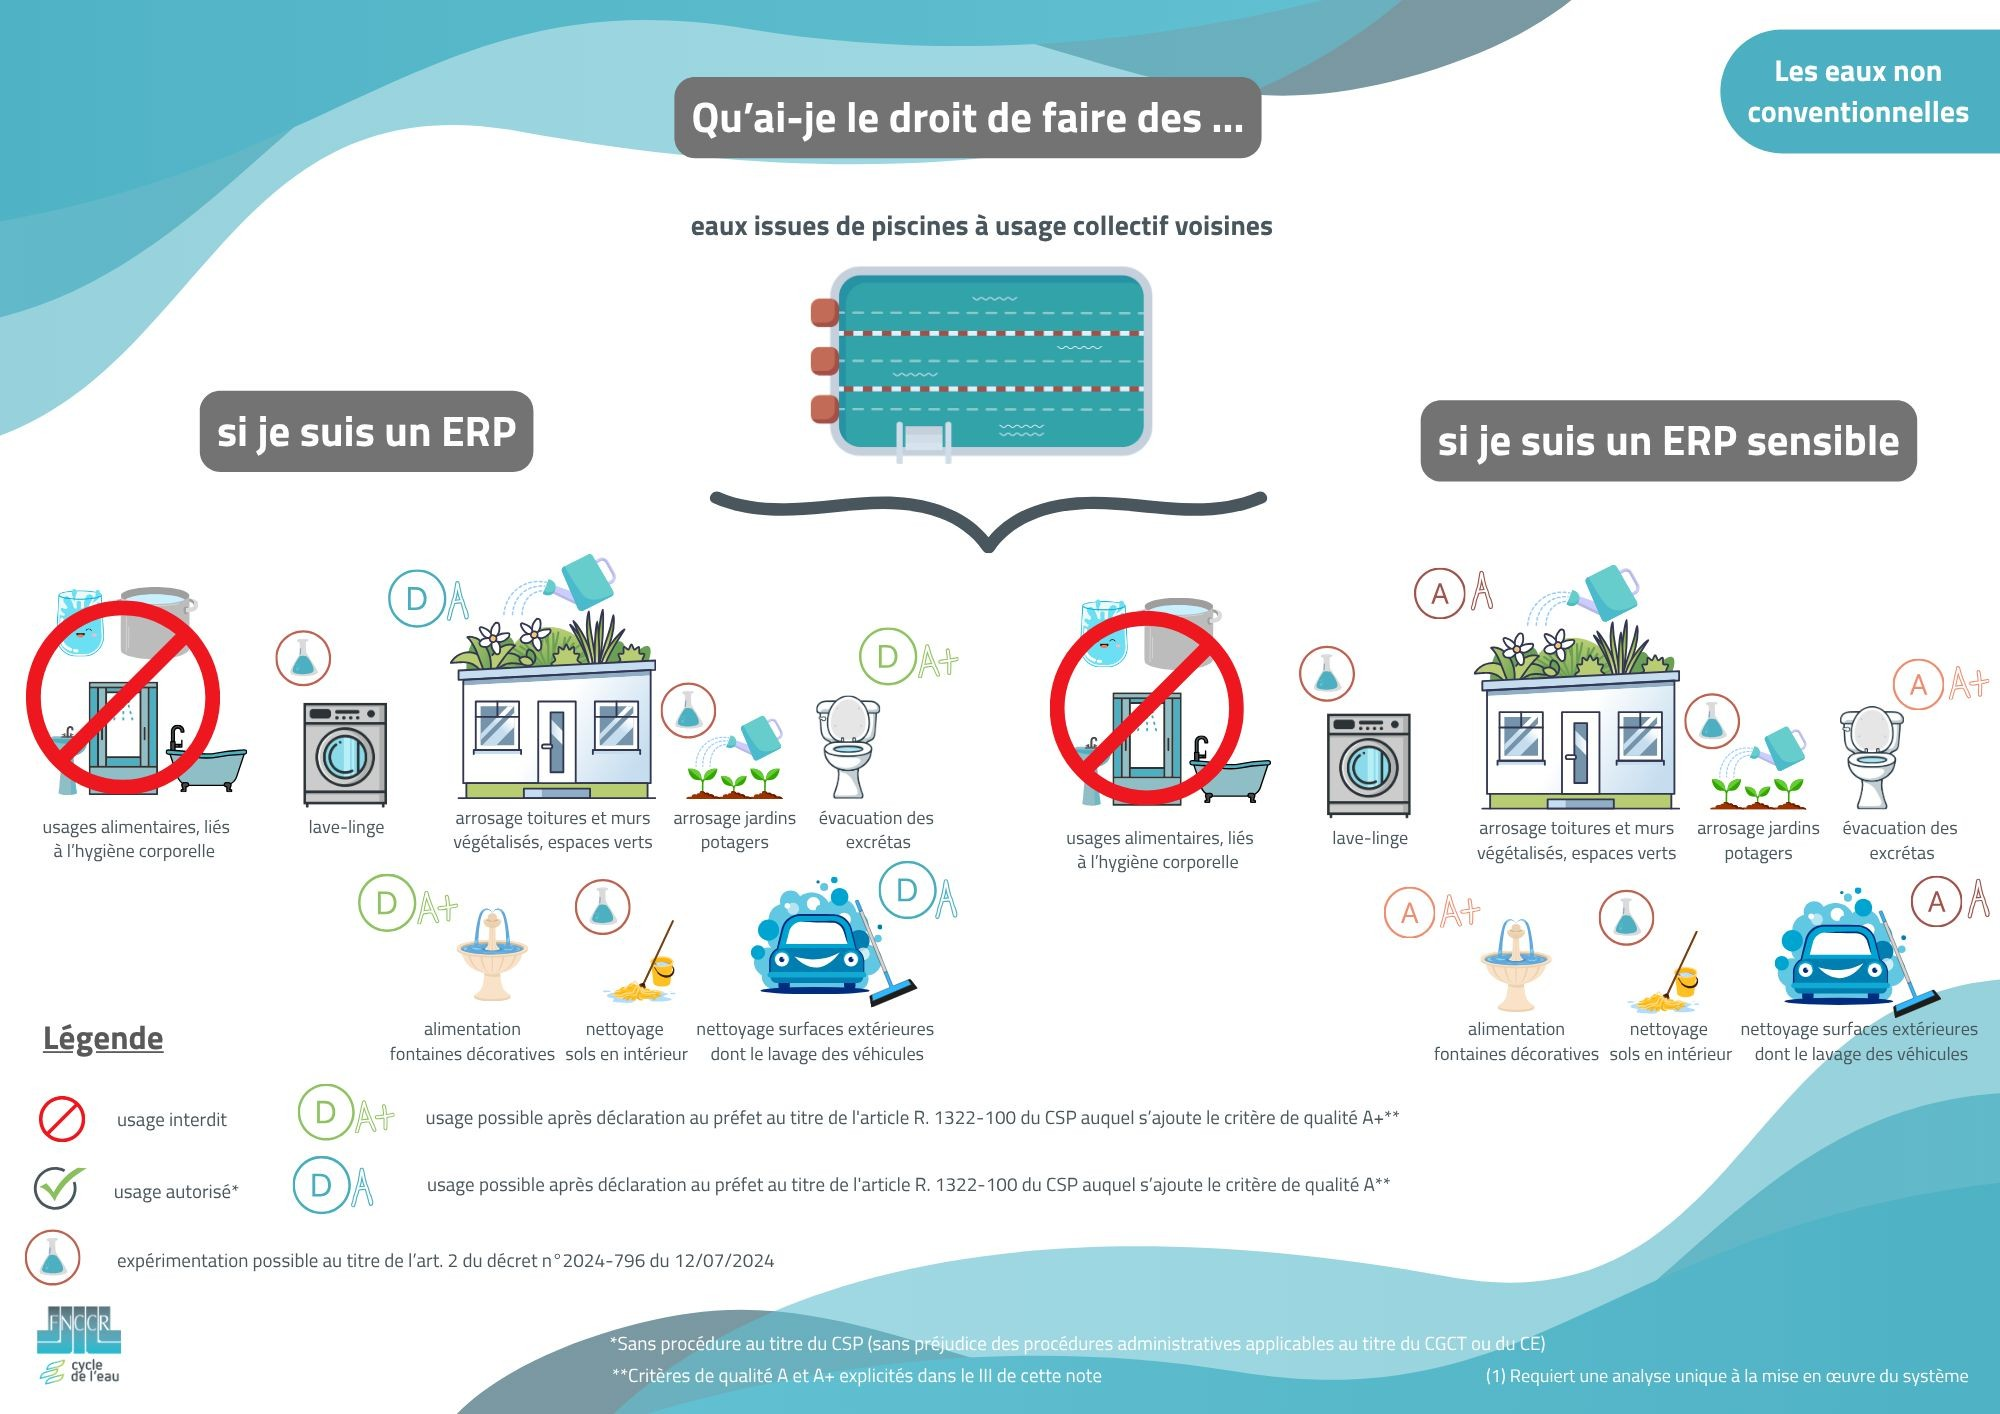 Les eaux non
conventionnelles
Qu'ai-je le droit de faire des ...
eaux issues de piscines à usage collectif voisines
si je suis un ERP
D A
D A+
usages alimentaires, liés
à l'hygiène corporelle
lave-linge
arrosage toitures et murs
végétalisés, espaces verts
arrosage jardins
potagers
évacuation des
excrétas
D A+
D A
alimentation
fontaines décoratives
nettoyage
sols en intérieur
nettoyage surfaces extérieures
dont le lavage des véhicules
si je suis un ERP sensible
A A
A A+
usages alimentaires, liés
à l'hygiène corporelle
lave-linge
arrosage toitures et murs
végétalisés, espaces verts
arrosage jardins
potagers
évacuation des
excrétas
A A+
A A
alimentation
fontaines décoratives
nettoyage
sols en intérieur
nettoyage surfaces extérieures
dont le lavage des véhicules
Légende
usage interdit
D A+
usage possible après déclaration au préfet au titre de l'article R. 1322-100 du CSP auquel s'ajoute le critère de qualité A+**
usage autorisé*
D A
usage possible après déclaration au préfet au titre de l'article R. 1322-100 du CSP auquel s'ajoute le critère de qualité A**
expérimentation possible au titre de l'art. 2 du décret n°2024-796 du 12/07/2024
FNCCR
cycle
de l'eau
*Sans procédure au titre du CSP (sans préjudice des procédures administratives applicables au titre du CGCT ou du CE)
**Critères de qualité A et A+ explicités dans le III de cette note
(1) Requiert une analyse unique à la mise en œuvre du système